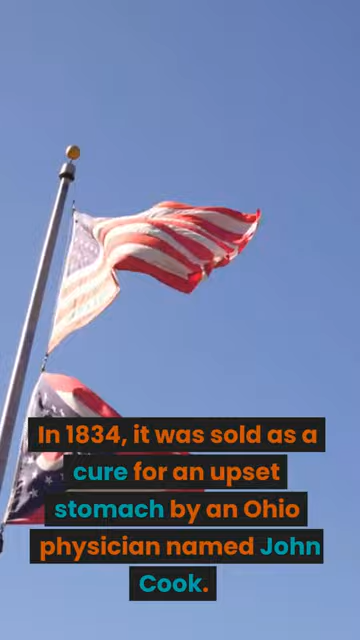 In 1834, it was sold as a
cure for an upset
stomach by an Ohio
physician named John
Cook.